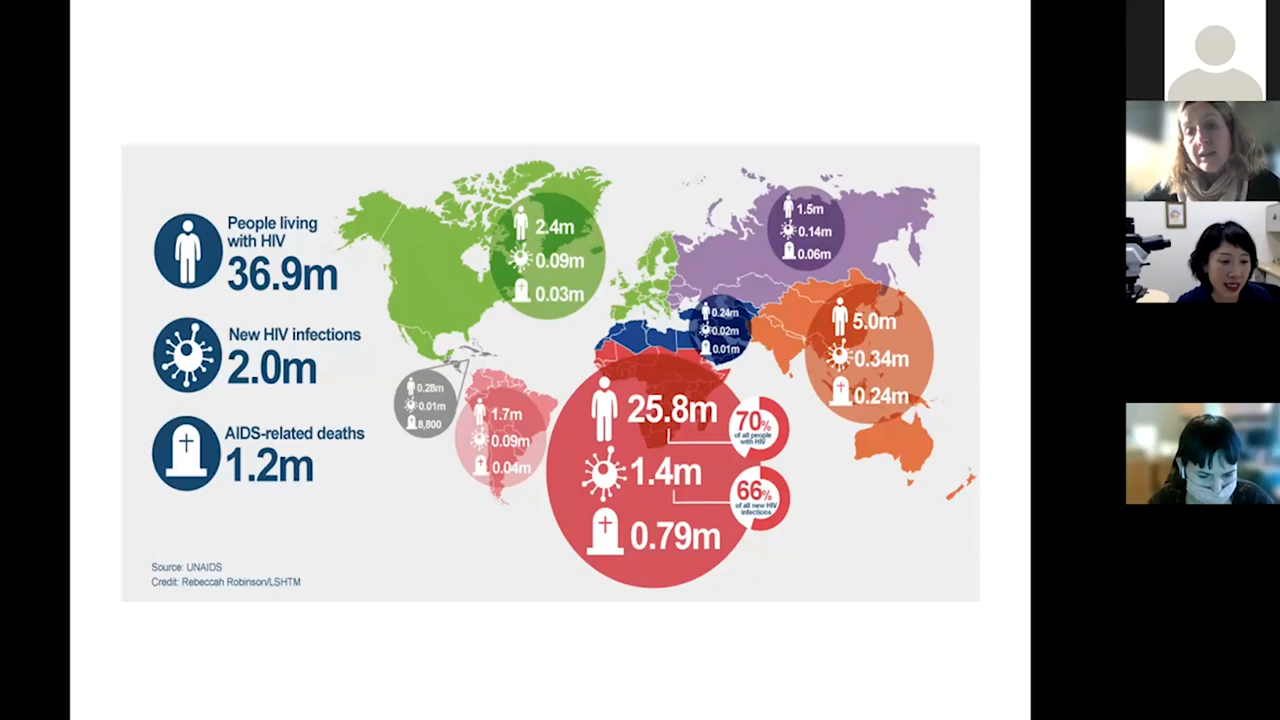 People living
with HIV
36.9m
New HIV infections
2.0m
AIDS-related deaths
1.2m
2.4m
0.09m
0.03m
1.5m
0.14m
0.06m
0.24m
0.02m
0.01m
5.0m
0.34m
0.24m
0.28m
0.01m
8,800
1.7m
0.09m
0.04m
25.8m
70%
of all people
with HIV
1.4m
66%
of all new HIV
infections
0.79m
Source: UNAIDS
Credit: Rebeccah Robinson/LSHTM